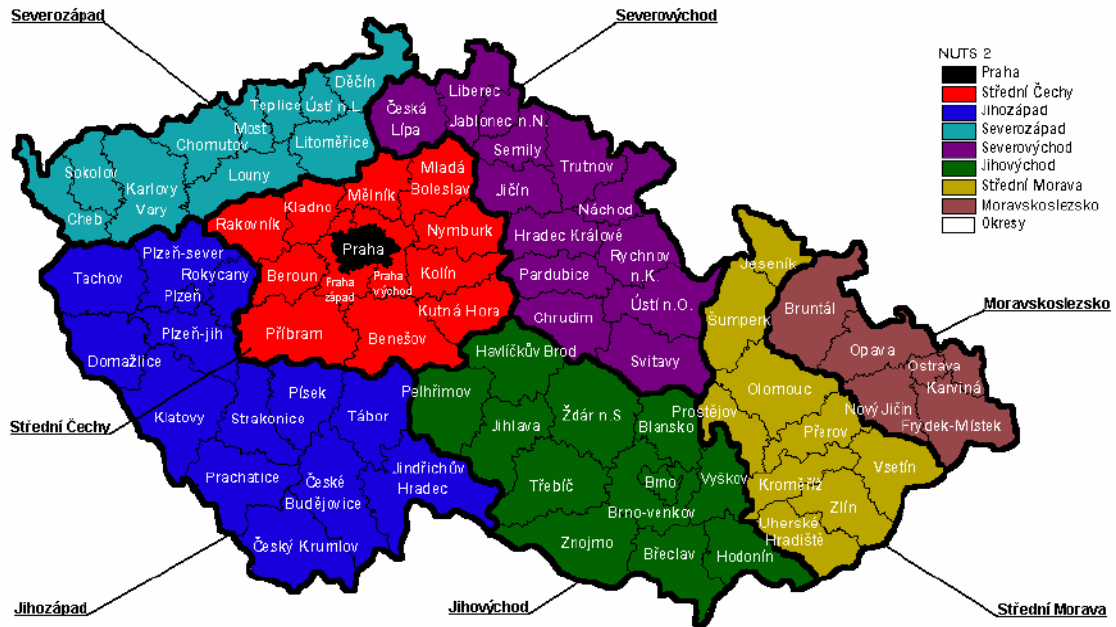 Severozápad
Severovýchod
NUTS 2
Praha
Střední Čechy
Jihozápad
Severozápad
Severovýchod
Jihovýchod
Střední Morava
Moravskoslezsko
Okresy
Děčín
Teplice
Ústí n.L.
Most
Chomutov
Litoměřice
Sokolov
Karlovy
Vary
Louny
Cheb
Česká
Lípa
Liberec
Jablonec n.N
Semily
Trutnov
Jičín
Náchod
Hradec Králové
Rychnov
n.K.
Pardubice
Ústí n.O.
Chrudim
Svitavy
Mladá
Boleslav
Mělník
Kladno
Rakovník
Nymburk
Praha
Beroun
Praha
západ
Praha
východ
Kolín
Kutná Hora
Příbram
Benešov
Plzeň-sever
Tachov
Rokycany
Plzeň
Plzeň-jih
Domažlice
Klatovy
Písek
Strakonice
Tábor
Prachatice
České
Budějovice
Jindřichův
Hradec
Český Krumlov
Havlíčkův Brod
Pelhřimov
Jihlava
Ždár n.S
Blansko
Třebíč
Brno
Vyškov
Brno-venkov
Znojmo
Břeclav
Hodonín
Jeseník
Šumperk
Olomouc
Prostějov
Přerov
Vsetín
Kroměříž
Zlín
Uherské
Hradiště
Bruntál
Opava
Ostrava
Karviná
Nový Jičín
Frýdek-Místek
Moravskoslezsko
Střední Čechy
Jihozápad
Jihovýchod
Střední Morava